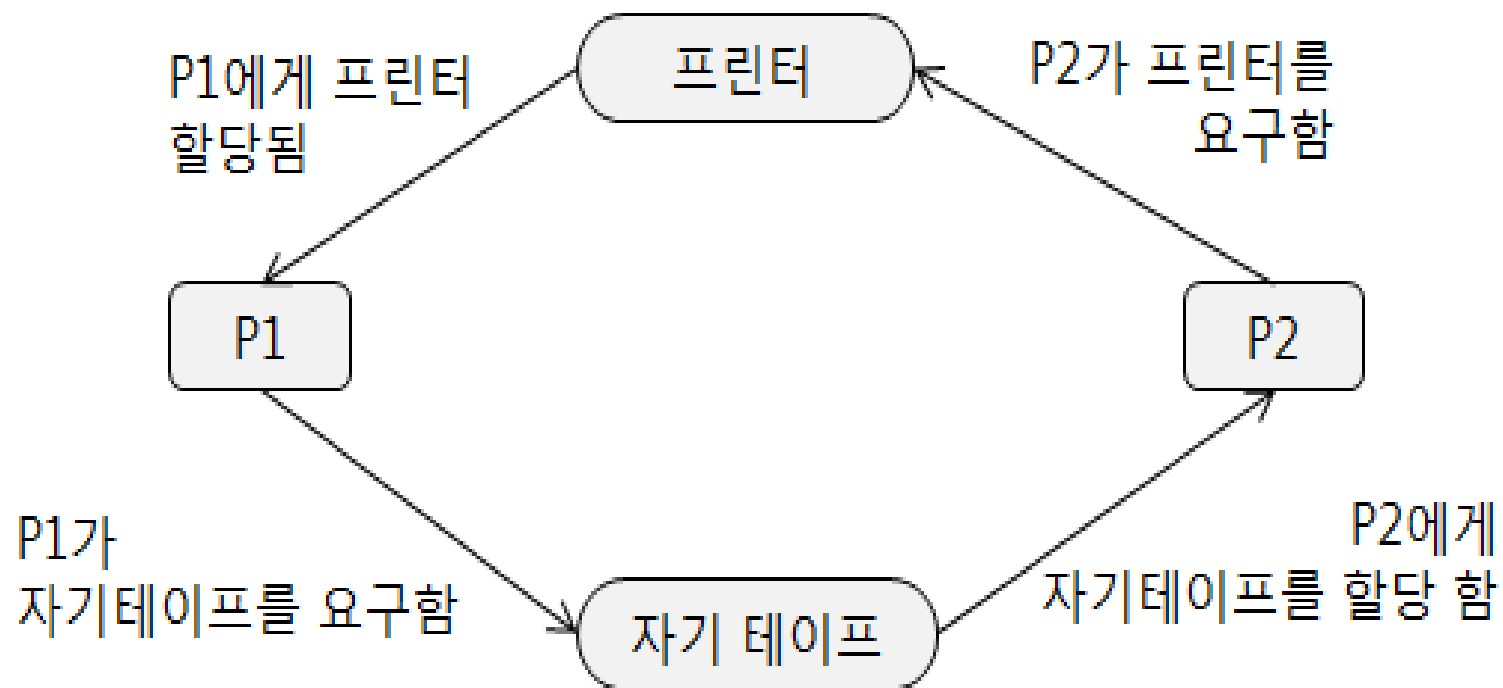 프린터
P1에게 프린터
할당됨
P2가 프린터를
요구함
P1
P2
P1가
자기테이프를 요구함
P2에게
자기테이프를 할당 함
자기 테이프